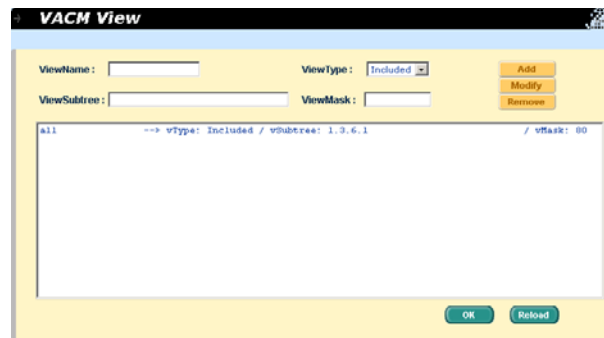 VACM View
ViewName : ViewType : Included Add
Modify
ViewSubtree : ViewMask : Remove
all --> vType: Included / vSubtree: 1.3.6.1 / vMask: 80
OK Reload